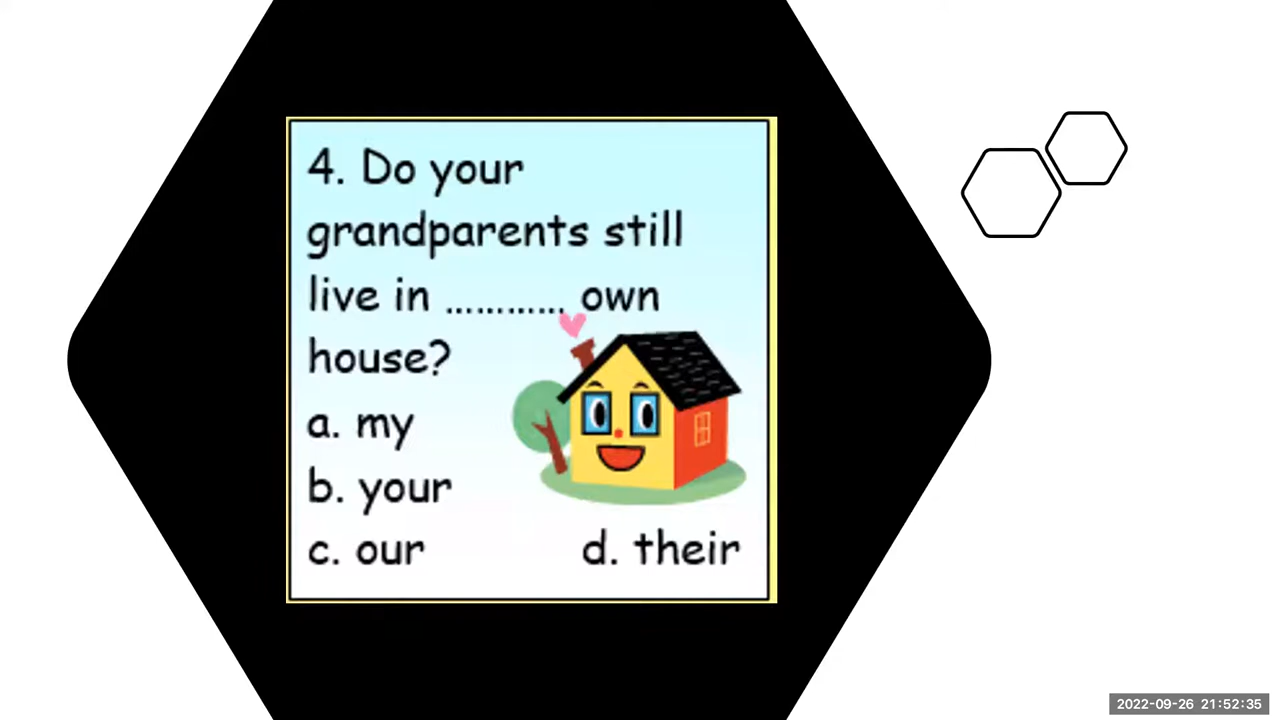 4. Do your
grandparents still
live in ............ own
house?
a. my
b. your
c. our d. their
2022-09-26 21:52:35